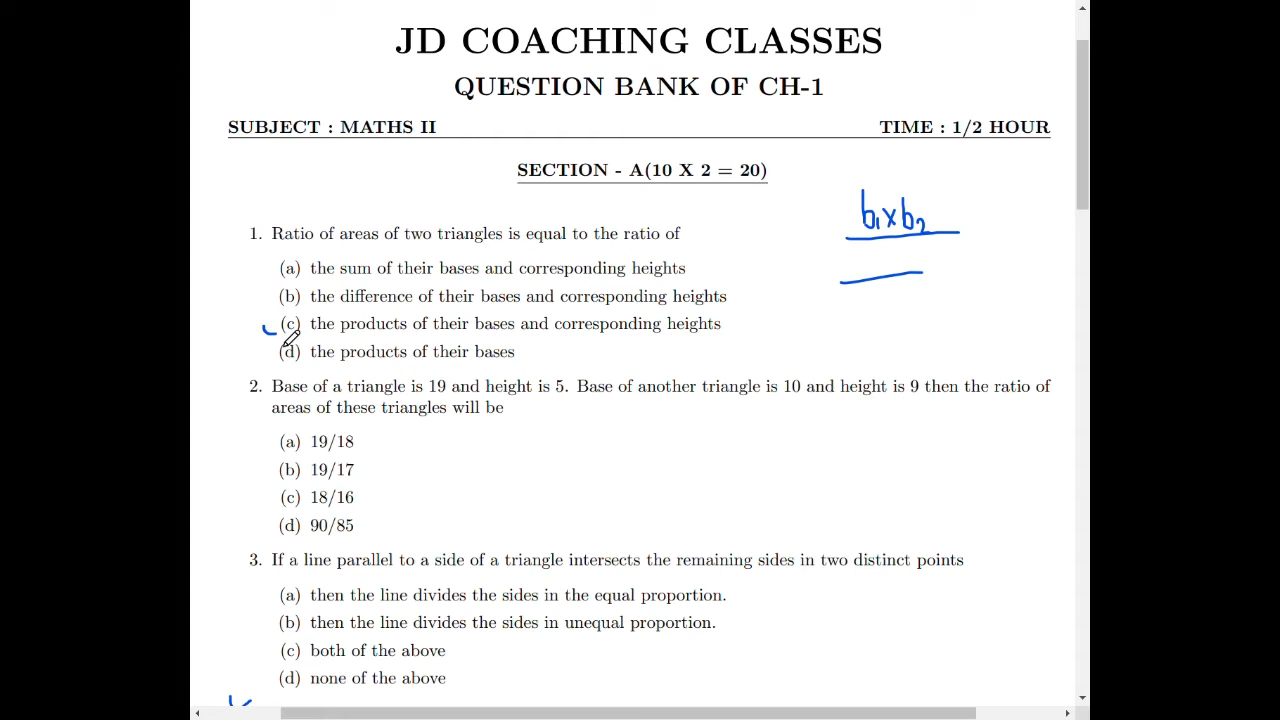 JD COACHING CLASSES
QUESTION BANK OF CH-1
SUBJECT : MATHS II TIME : 1/2 HOUR
SECTION - A(10 X 2 = 20)
b₁xb₂
1. Ratio of areas of two triangles is equal to the ratio of
(a) the sum of their bases and corresponding heights
(b) the difference of their bases and corresponding heights
(c) the products of their bases and corresponding heights
(d) the products of their bases
2. Base of a triangle is 19 and height is 5. Base of another triangle is 10 and height is 9 then the ratio of
areas of these triangles will be
(a) 19/18
(b) 19/17
(c) 18/16
(d) 90/85
3. If a line parallel to a side of a triangle intersects the remaining sides in two distinct points
(a) then the line divides the sides in the equal proportion.
(b) then the line divides the sides in unequal proportion.
(c) both of the above
(d) none of the above